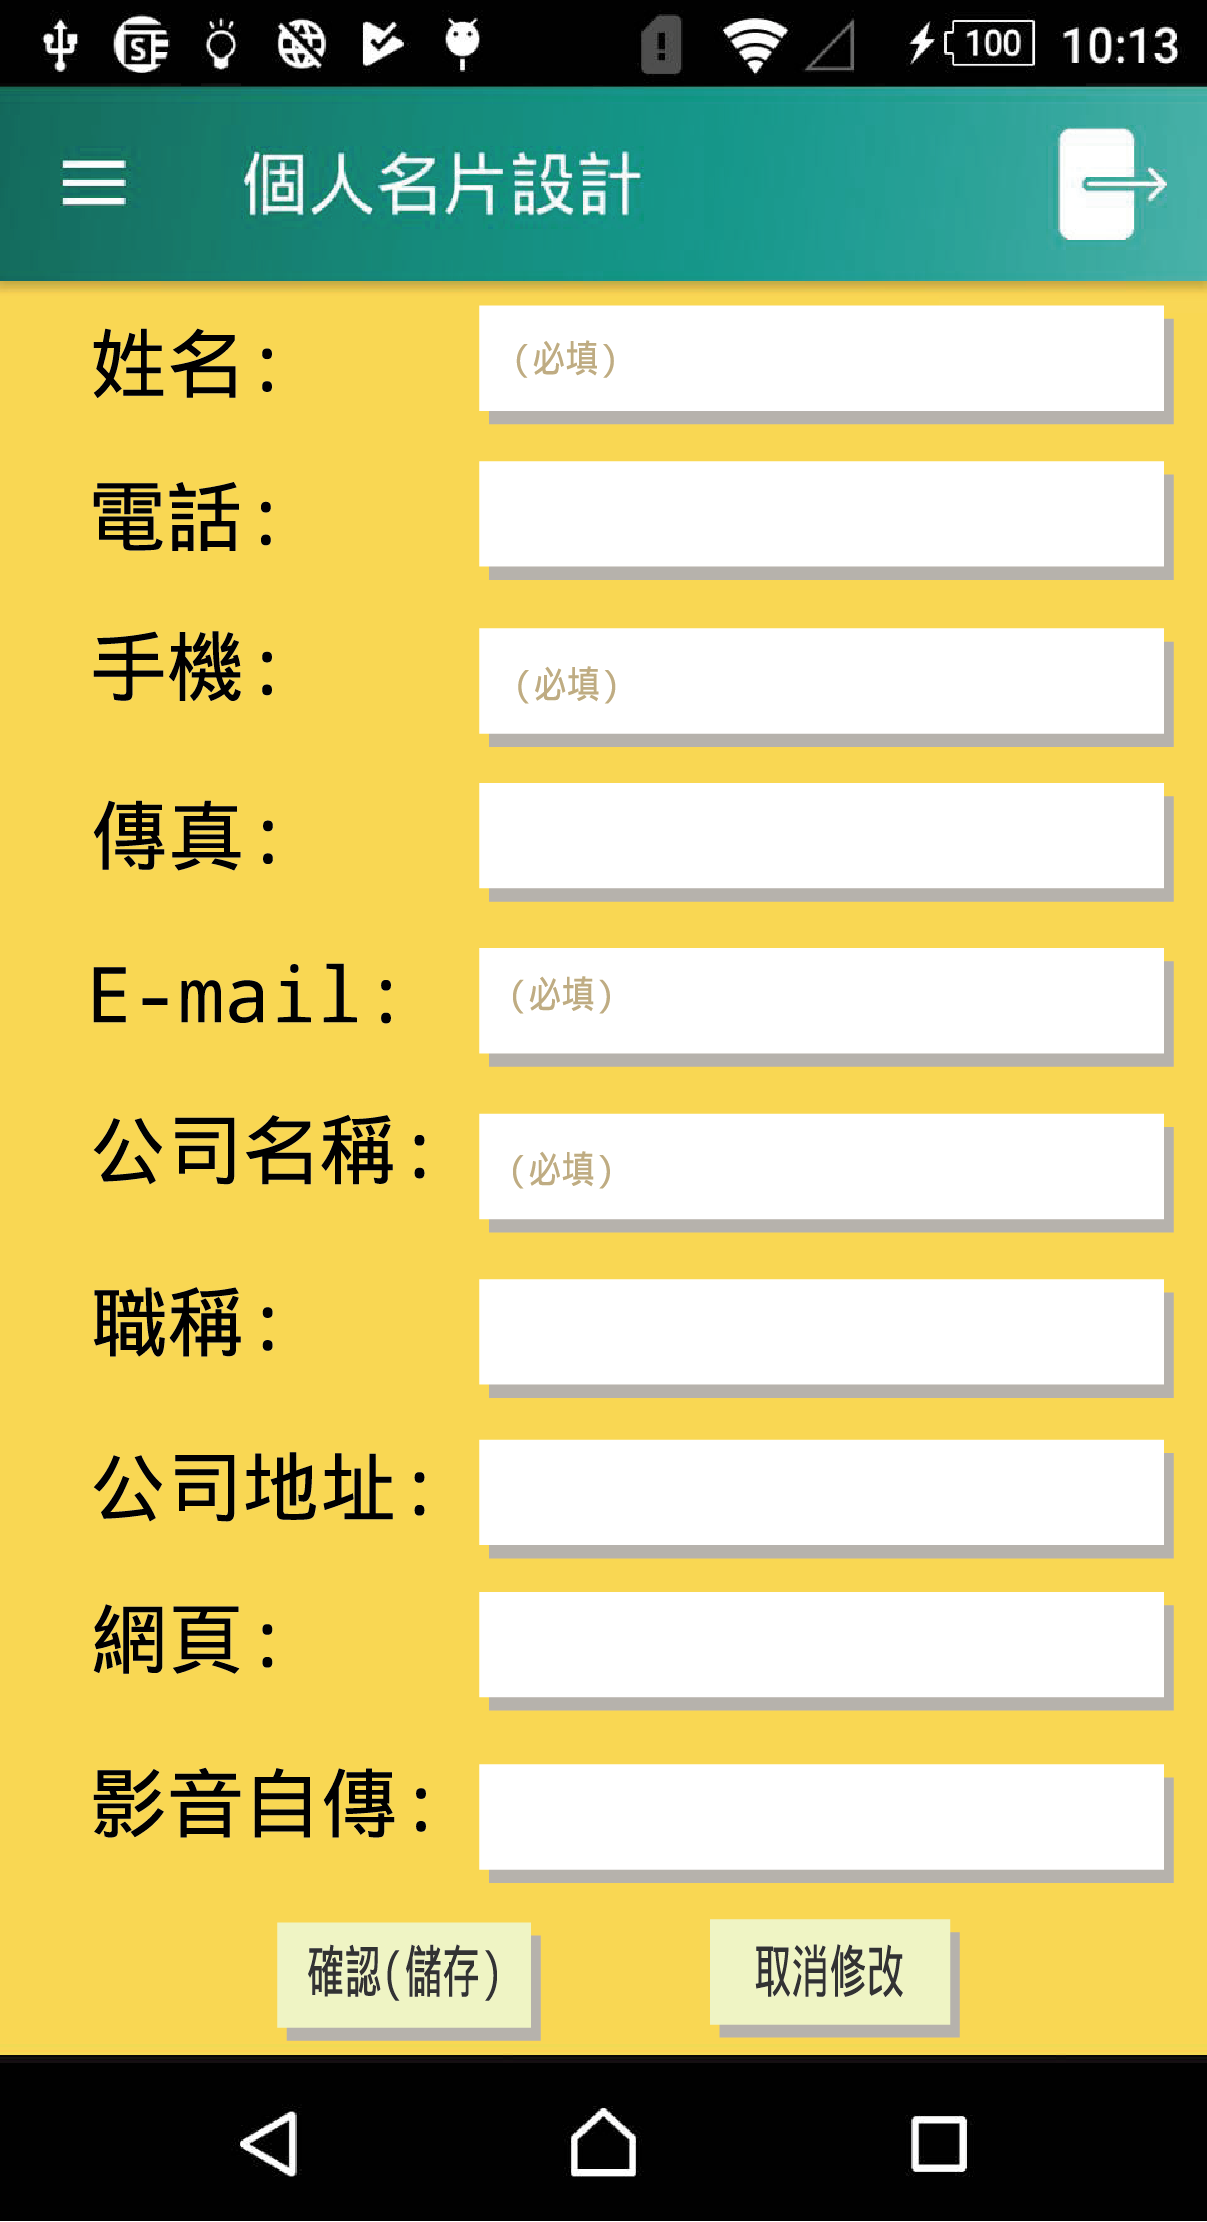 100 10:13
個人名片設計
姓名: (必填)
電話:
手機: (必填)
傳真:
E-mail: (必填)
公司名稱: (必填)
職稱:
公司地址:
網頁:
影音自傳:
確認(儲存) 取消修改